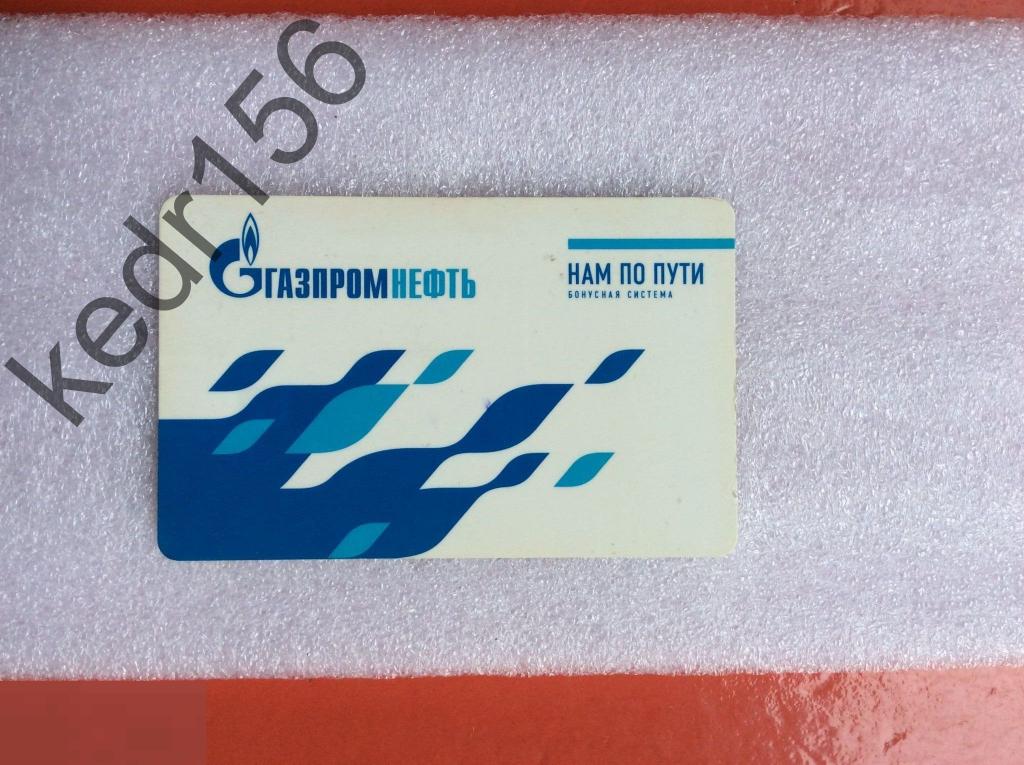 kedr156
ГАЗПРОМНЕФТЬ
НАМ ПО ПУТИ
БОНУСНАЯ СИСТЕМА